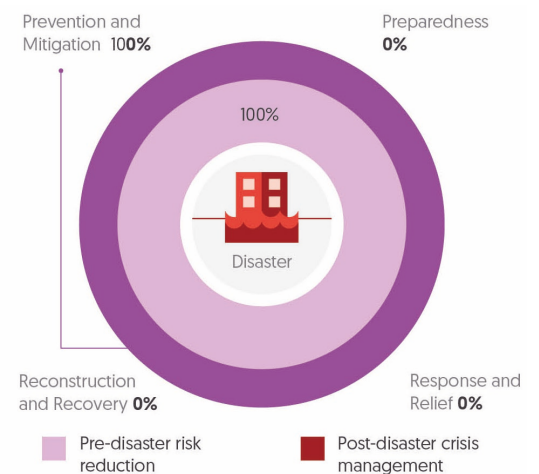 Prevention and
Mitigation 100%
Preparedness
0%
100%
Disaster
Reconstruction
and Recovery 0%
Response and
Relief 0%
Pre-disaster risk
reduction
Post-disaster crisis
management